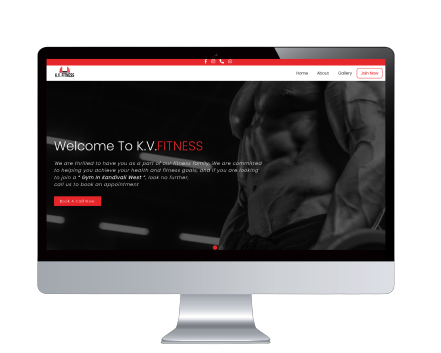 K.V.FITNESS
Home About Gallery Join Now
Welcome To K.V.FITNESS
We are thrilled to have you as a part of our fitness family. We are committed
to helping you achieve your health and fitness goals, and if you are looking
to join a " Gym in Kandivali West ", look no further,
call us to book an appointment
Book A Call Now